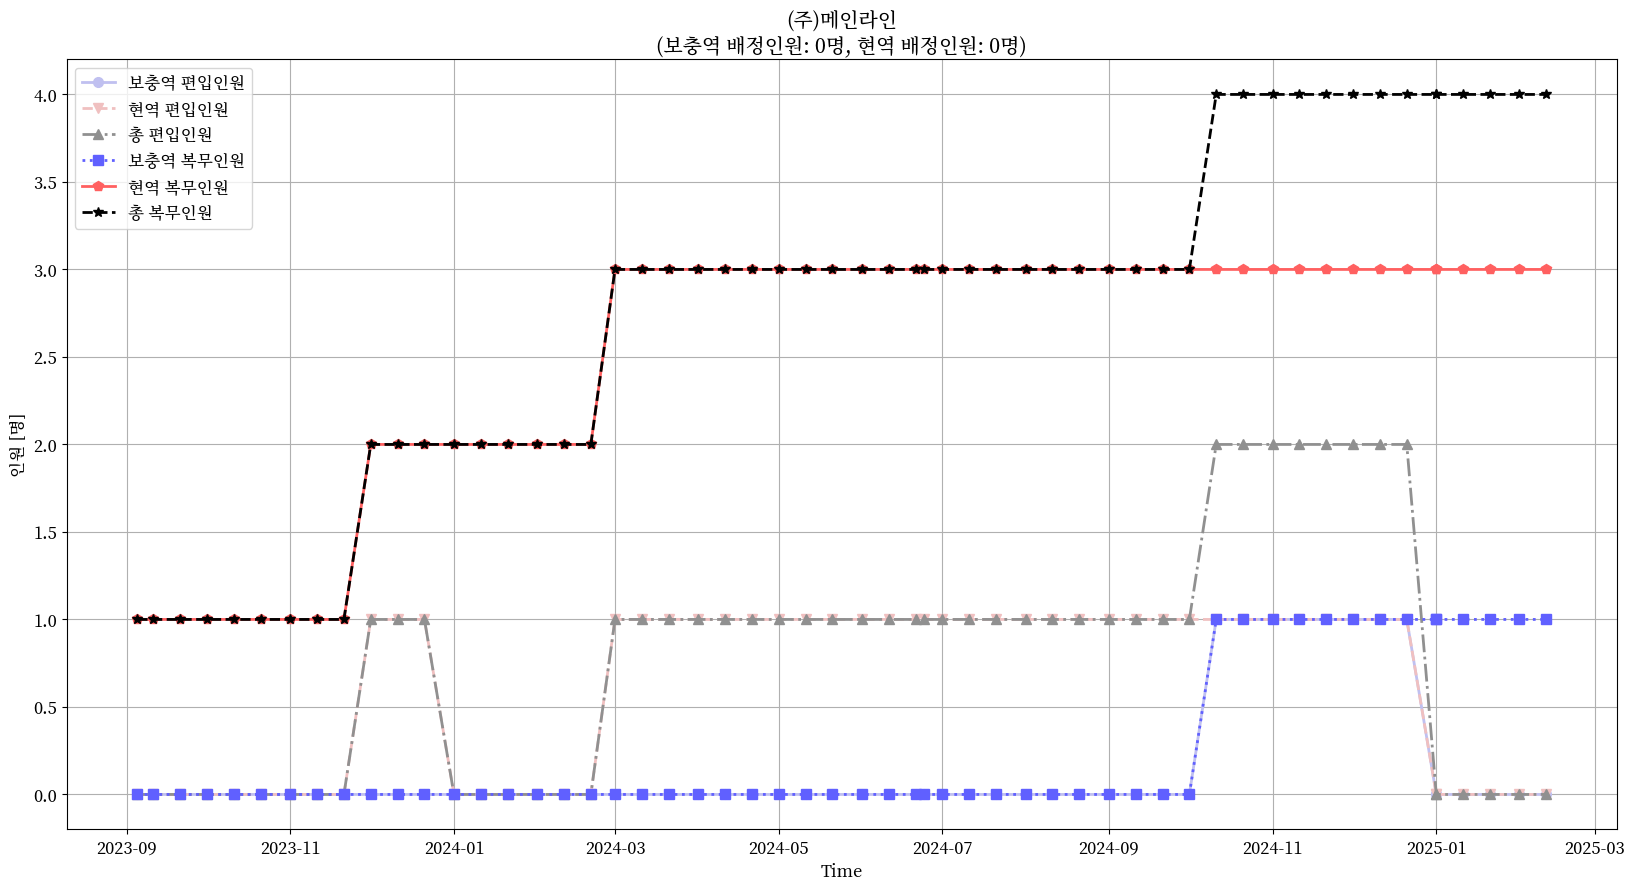 (주)메인라인
(보충역 배정인원: 0명, 현역 배정인원: 0명)
보충역 편입인원
현역 편입인원
총 편입인원
보충역 복무인원
현역 복무인원
총 복무인원
인원 [명]
4.0
3.5
3.0
2.5
2.0
1.5
1.0
0.5
0.0
2023-09 2023-11 2024-01 2024-03 2024-05 2024-07 2024-09 2024-11 2025-01 2025-03
Time